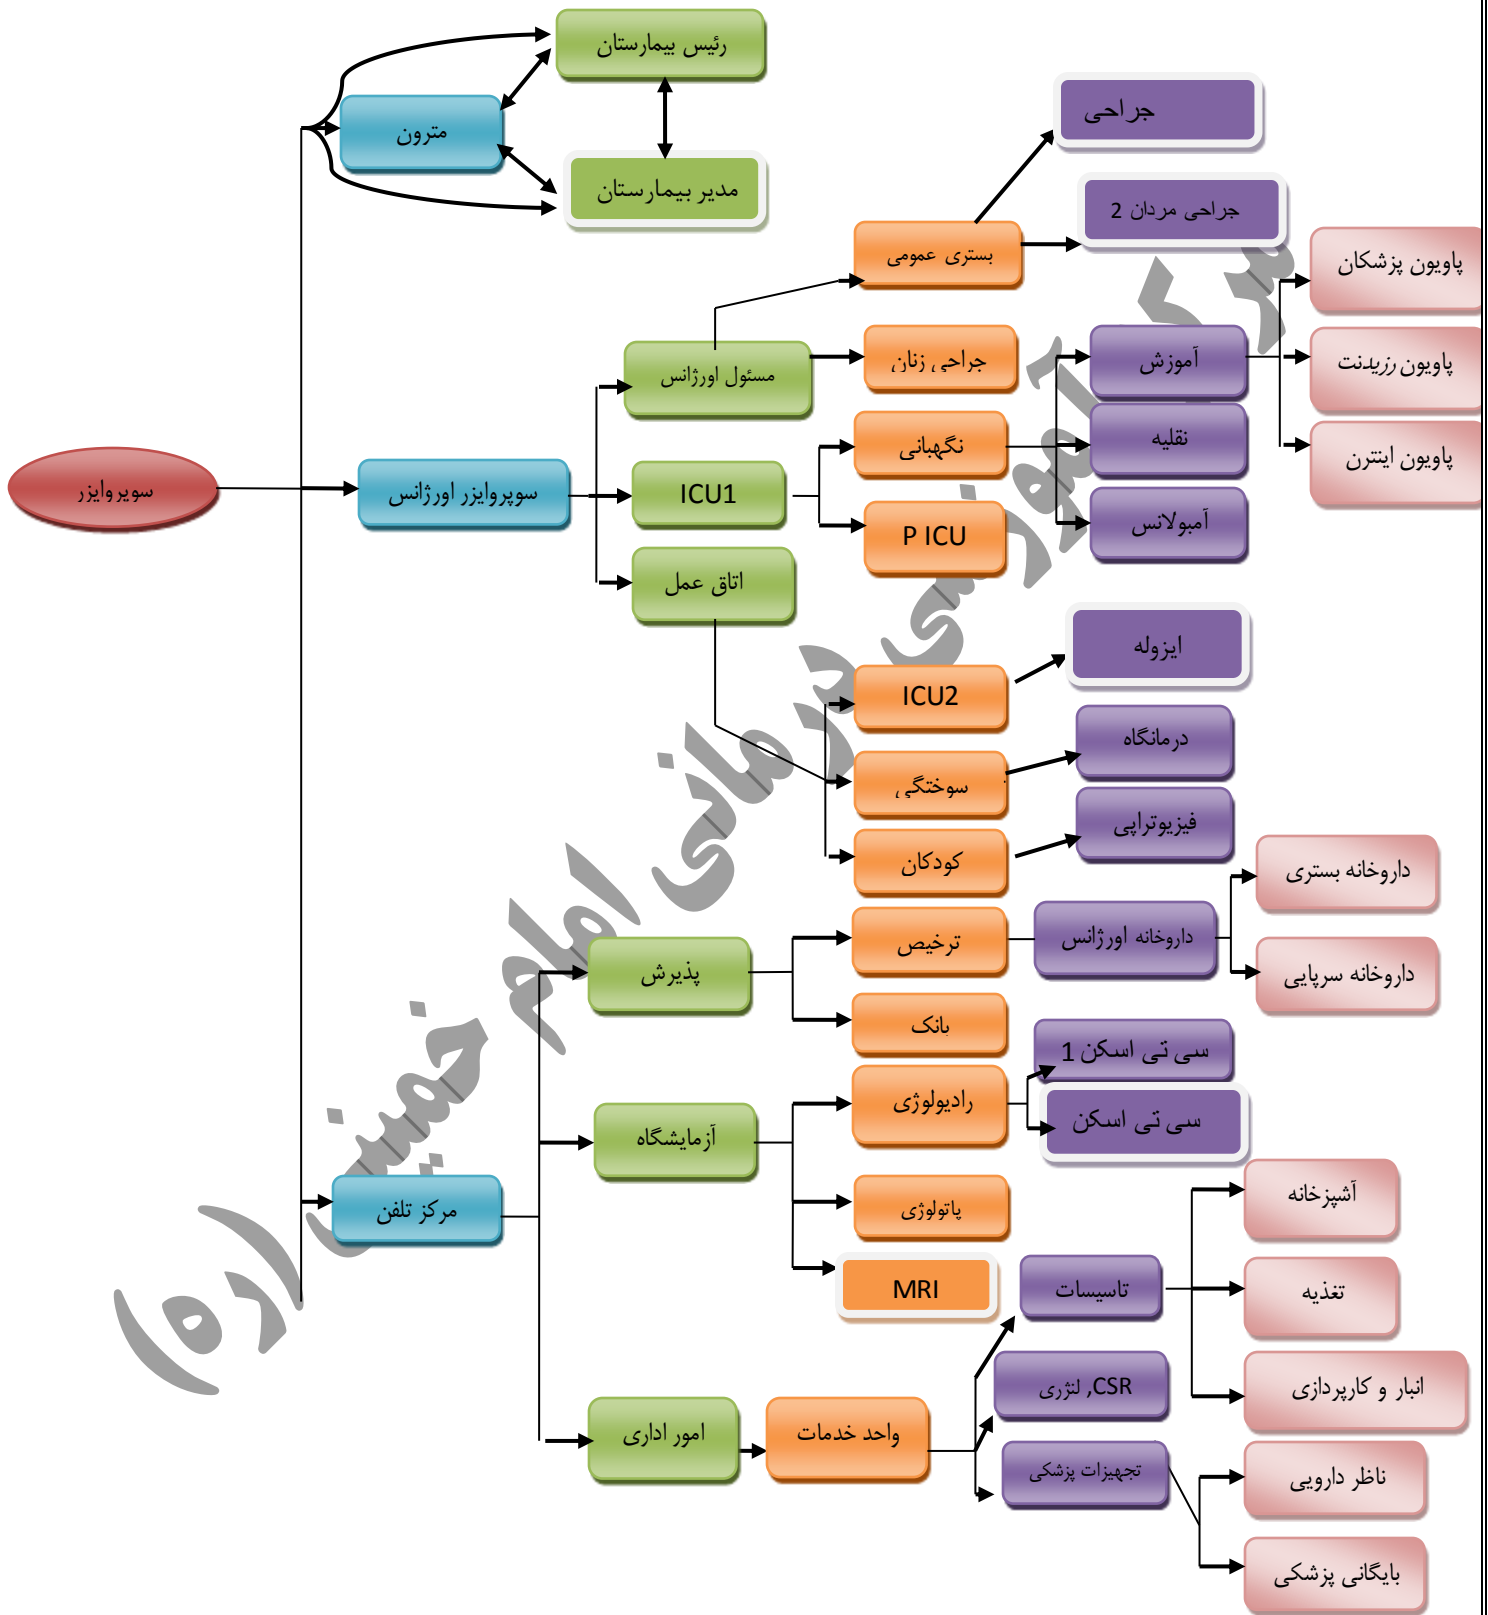 رئیس بیمارستان
مترون
مدیر بیمارستان
جراحی
جراحی مردان 2
بستری عمومی
پاویون پزشکان
مسئول اورژانس
جراحی زنان
آموزش
پاویون رزیدنت
نگهبانی
نقلیه
پاویون اینترن
سوپروایزر
سوپروایزر اورژانس
ICU1
P ICU
آمبولانس
اتاق عمل
ایزوله
ICU2
درمانگاه
سوختگی
فیزیوتراپی
کودکان
داروخانه بستری
ترخیص
داروخانه اورژانس
پذیرش
داروخانه سرپایی
بانک
سی تی اسکن 1
رادیولوژی
سی تی اسکن
آزمایشگاه
مرکز تلفن
پاتولوژی
آشپزخانه
MRI
تاسیسات
تغذیه
CSR, لنژری
انبار و کارپردازی
امور اداری
واحد خدمات
تجهیزات پزشکی
ناظر دارویی
بایگانی پزشکی
مرکز آموزشی درمانی امام خمینی (ره)